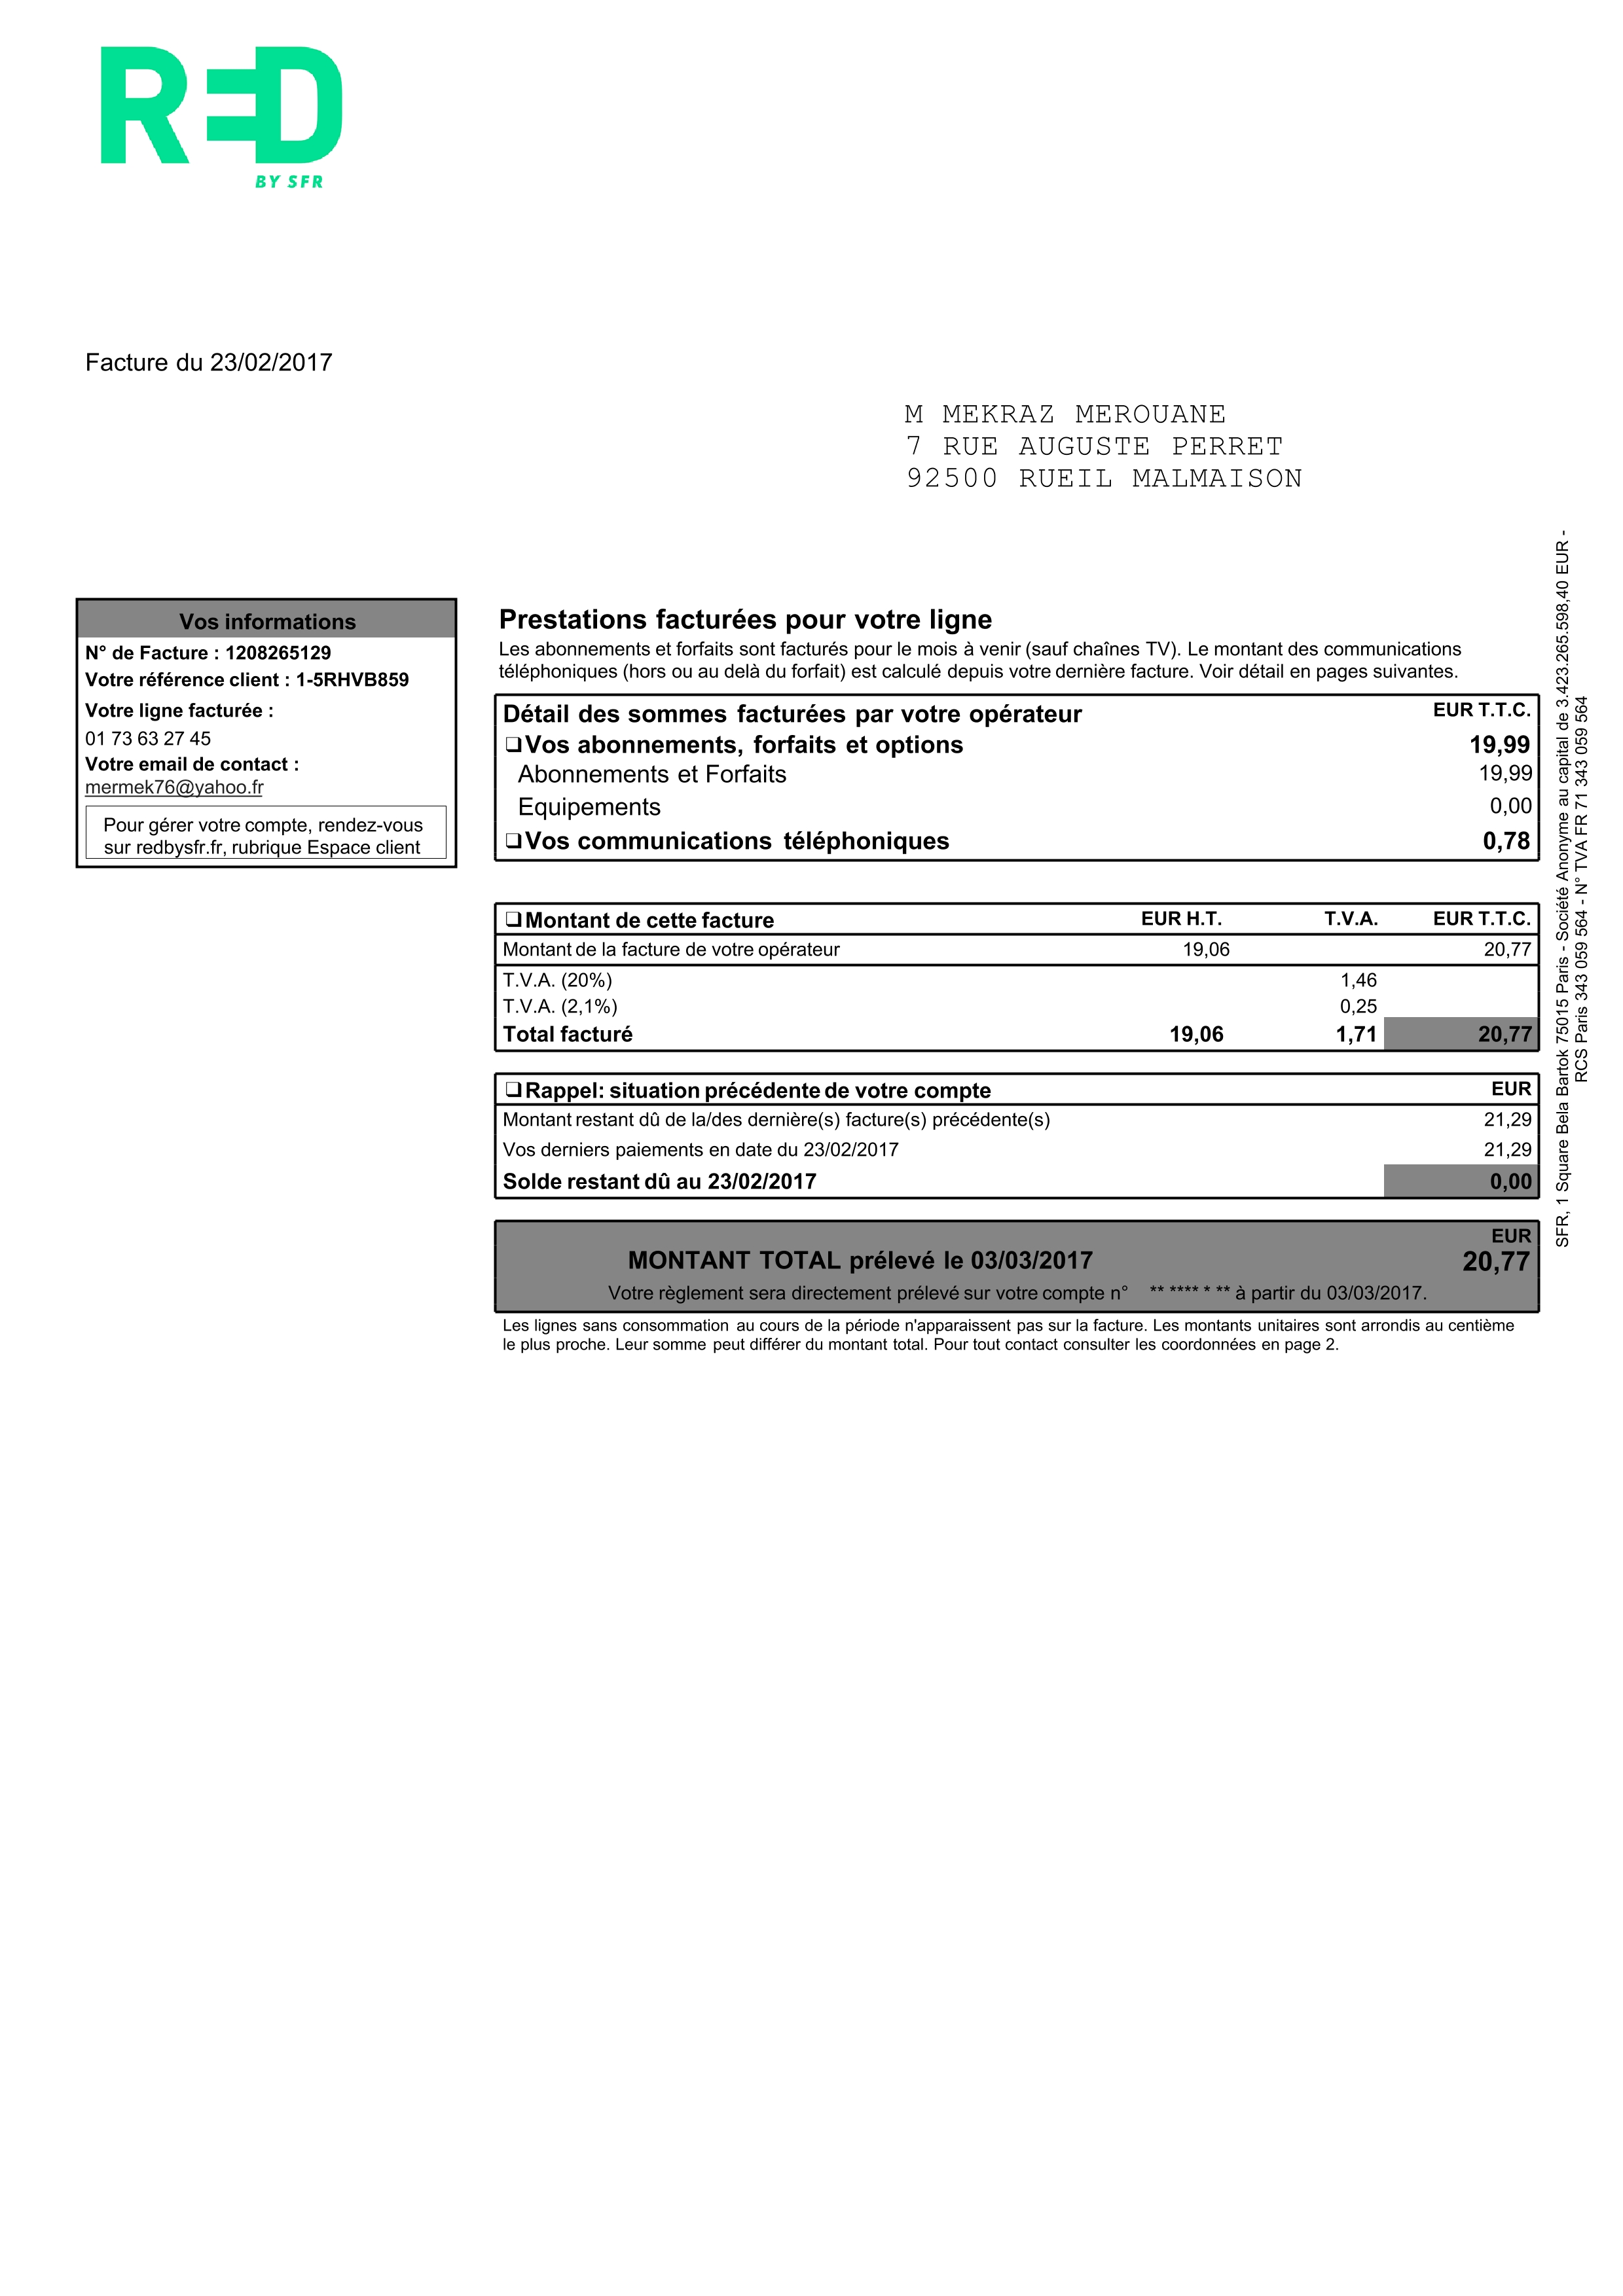 RED
BY SFR
Facture du 23/02/2017
M MEKRAZ MEROUANE
7 RUE AUGUSTE PERRET
92500 RUEIL MALMAISON
Vos informations
N° de Facture : 1208265129
Votre référence client : 1-5RHVB859
Votre ligne facturée :
01 73 63 27 45
Votre email de contact :
mermek76@yahoo.fr
Pour gérer votre compte, rendez-vous
sur redbysfr.fr, rubrique Espace client
Prestations facturées pour votre ligne
Les abonnements et forfaits sont facturés pour le mois à venir (sauf chaînes TV). Le montant des communications
téléphoniques (hors ou au delà du forfait) est calculé depuis votre dernière facture. Voir détail en pages suivantes.
Détail des sommes facturées par votre opérateur EUR T.T.C.
❑ Vos abonnements, forfaits et options 19,99
Abonnements et Forfaits 19,99
Equipements 0,00
❑ Vos communications téléphoniques 0,78
❑ Montant de cette facture EUR H.T. T.V.A. EUR T.T.C.
Montant de la facture de votre opérateur 19,06 20,77
T.V.A. (20%) 1,46
T.V.A. (2,1%) 0,25
Total facturé 19,06 1,71 20,77
❑ Rappel: situation précédente de votre compte EUR
Montant restant dû de la/des dernière(s) facture(s) précédente(s) 21,29
Vos derniers paiements en date du 23/02/2017 21,29
Solde restant dû au 23/02/2017 0,00
EUR
MONTANT TOTAL prélevé le 03/03/2017 20,77
Votre règlement sera directement prélevé sur votre compte n° ** **** * ** à partir du 03/03/2017.
Les lignes sans consommation au cours de la période n'apparaissent pas sur la facture. Les montants unitaires sont arrondis au centième
le plus proche. Leur somme peut différer du montant total. Pour tout contact consulter les coordonnées en page 2.
SFR, 1 Square Bela Bartok 75015 Paris - Société Anonyme au capital de 3.423.265.598,40 EUR -
RCS Paris 343 059 564 - N° TVA FR 71 343 059 564